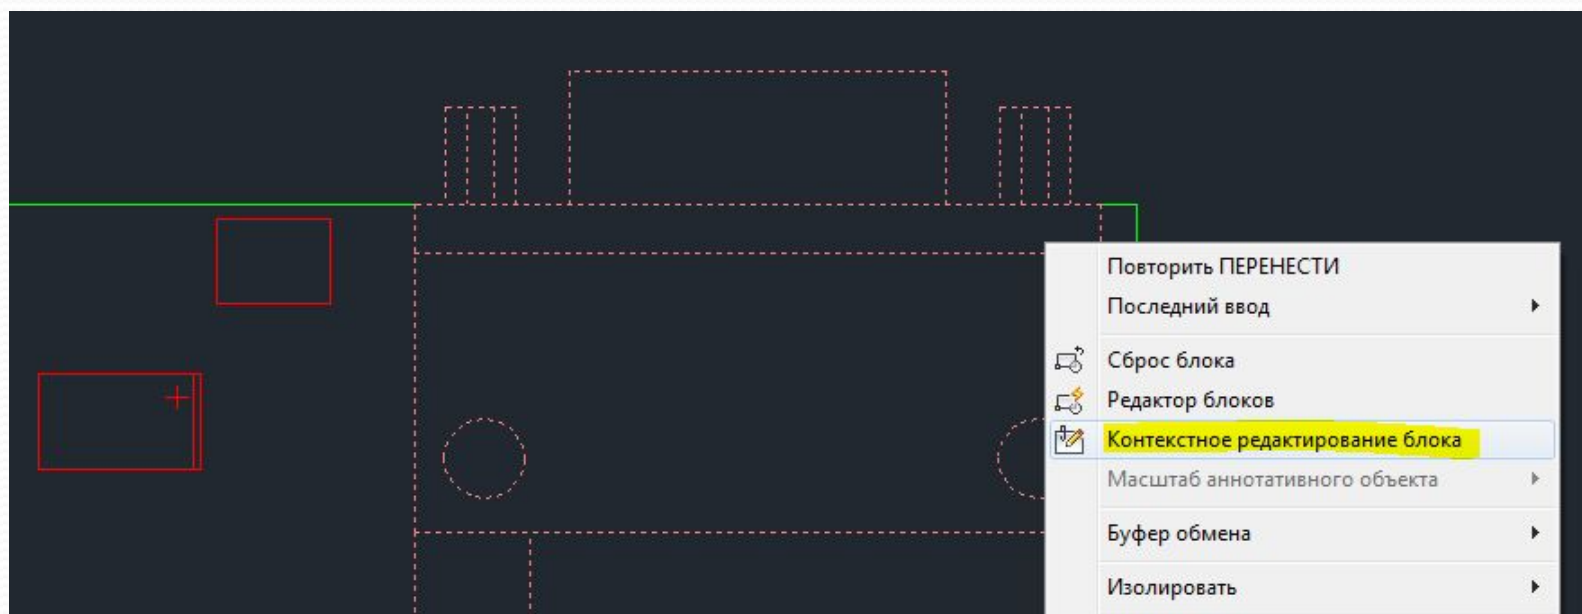 Повторить ПЕРЕНЕСТИ
Последний ввод
Сброс блока
Редактор блоков
Контекстное редактирование блока
Масштаб аннотативного объекта
Буфер обмена
Изолировать